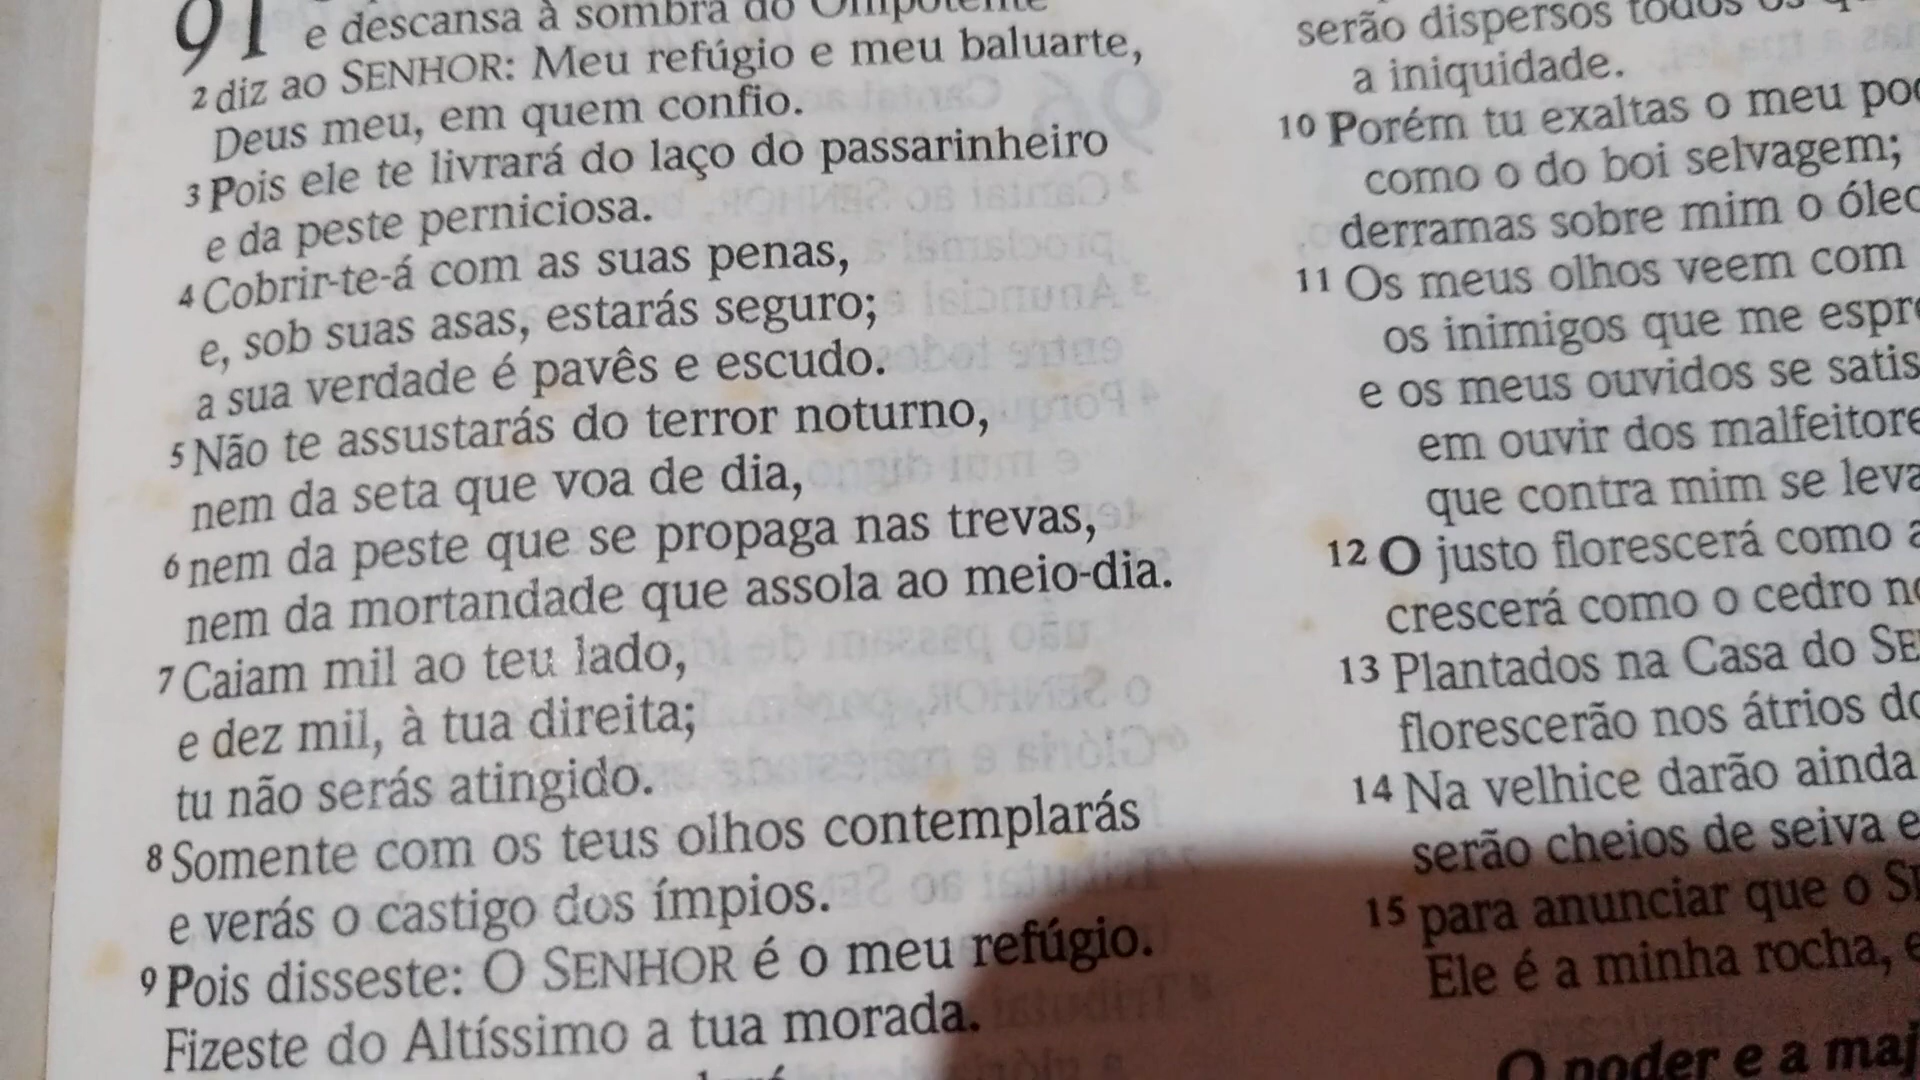 91
e descansa à sombra do Onipotente
2 diz ao SENHOR: Meu refúgio e meu baluarte,
Deus meu, em quem confio.
3 Pois ele te livrará do laço do passarinheiro
e da peste perniciosa.
4 Cobrir-te-á com as suas penas,
e, sob suas asas, estarás seguro;
a sua verdade é pavês e escudo.
5 Não te assustarás do terror noturno,
nem da seta que voa de dia,
6 nem da peste que se propaga nas trevas,
nem da mortandade que assola ao meio-dia.
7 Caiam mil ao teu lado,
e dez mil, à tua direita;
tu não serás atingido.
8 Somente com os teus olhos contemplarás
e verás o castigo dos ímpios.
9 Pois disseste: O SENHOR é o meu refúgio.
Fizeste do Altíssimo a tua morada.
serão dispersos todos os
a iniquidade.
10 Porém tu exaltas o meu
como o do boi selvagem;
derramas sobre mim o
11 Os meus olhos veem com
os inimigos que me
e os meus ouvidos se
em ouvir dos
que contra mim se
12 O justo florescerá como
crescerá como o cedro
13 Plantados na Casa do
florescerão nos átrios
14 Na velhice darão ainda
serão cheios de seiva e
15 para anunciar que o
Ele é a minha rocha, e
O poder e a